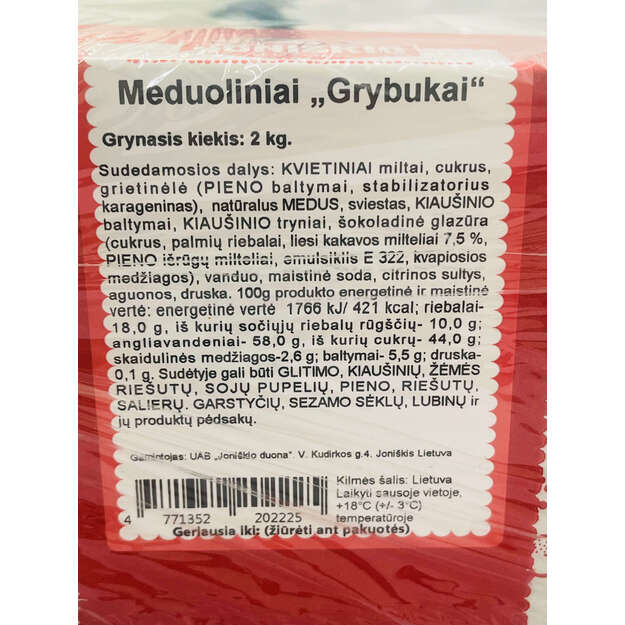 Meduoliniai „Grybukai“
Grynasis kiekis: 2 kg.
Sudedamosios dalys: KVIETINIAI miltai, cukrus,
grietinėlė (PIENO baltymai, stabilizatorius
karageninas), natūralus MEDUS, sviestas, KIAUŠINIO
baltymai, KIAUŠINIO tryniai, šokoladinė glazūra
(cukrus, palmių riebalai, liesi kakavos milteliai 7,5 %,
PIENO išrūgų milteliai, emulsiklis E 322, kvapiosios
medžiagos), vanduo, maistinė soda, citrinos sultys,
aguonos, druska. 100g produkto energetinė ir maistinė
vertė: energetinė vertė 1766 kJ/ 421 kcal; riebalai-
18,0 g, iš kurių sočiųjų riebalų rūgščių- 10,0 g;
angliavandeniai- 58,0 g, iš kurių cukrų- 44,0 g;
skaidulinės medžiagos-2,6 g; baltymai- 5,5 g; druska-
0,1 g. Sudėtyje gali būti GLITIMO, KIAUŠINIŲ, ŽĖMĖS
RIEŠUTŲ, SOJŲ PUPELIŲ, PIENO, RIEŠUTŲ,
SALIERŲ, GARSTYČIŲ, SEZAMO SĖKLŲ, LUBINŲ ir
jų produktų pėdsakų.
Gamintojas: UAB „Joniškio duona“. V. Kudirkos g.4. Joniškis Lietuva
Kilmės šalis: Lietuva
Laikyti sausoje vietoje,
+18°C (+/- 3°C)
temperatūroje
4 771352 202225
Geriausia iki: (žiūrėti ant pakuotės)